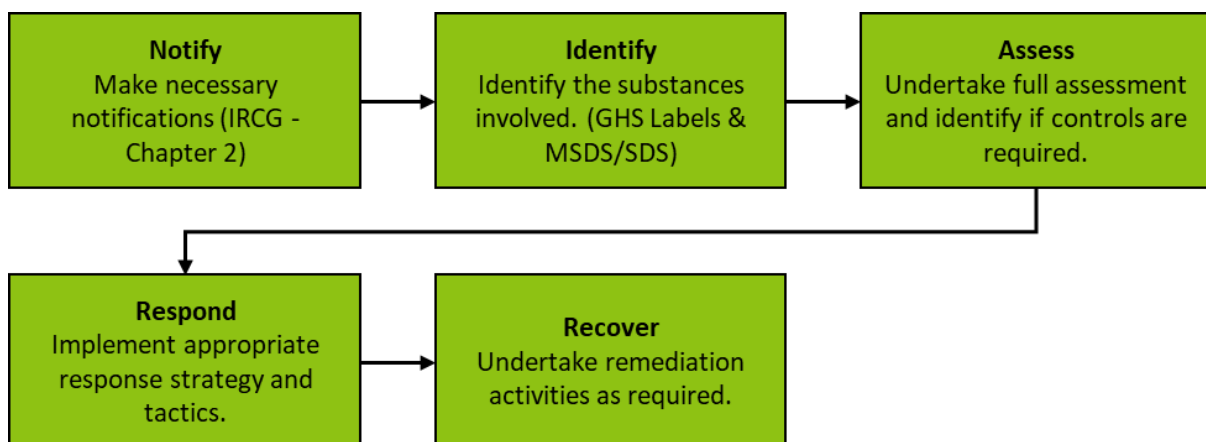 Notify
Make necessary
notifications (IRCG -
Chapter 2)
Identify
Identify the substances
involved. (GHS Labels &
MSDS/SDS)
Assess
Undertake full assessment
and identify if controls are
required.
Respond
Implement appropriate
response strategy and
tactics.
Recover
Undertake remediation
activities as required.